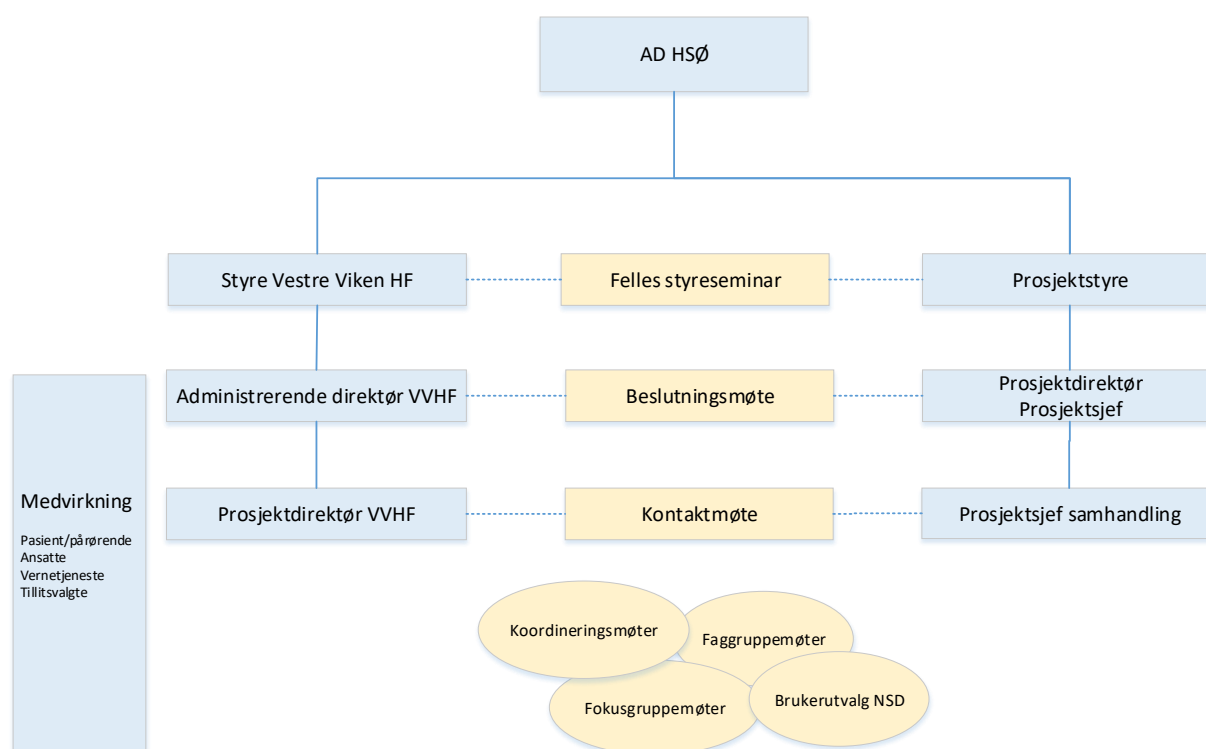 AD HSØ
Styre Vestre Viken HF
Felles styreseminar
Prosjektstyre
Administrerende direktør VVHF
Beslutningsmøte
Prosjektdirektør
Prosjektsjef
Medvirkning
Pasient/pårørende
Ansatte
Vernetjeneste
Tillitsvalgte
Prosjektdirektør VVHF
Kontaktmøte
Prosjektsjef samhandling
Koordineringsmøter
Faggruppemøter
Fokusgruppemøter
Brukerutvalg NSD